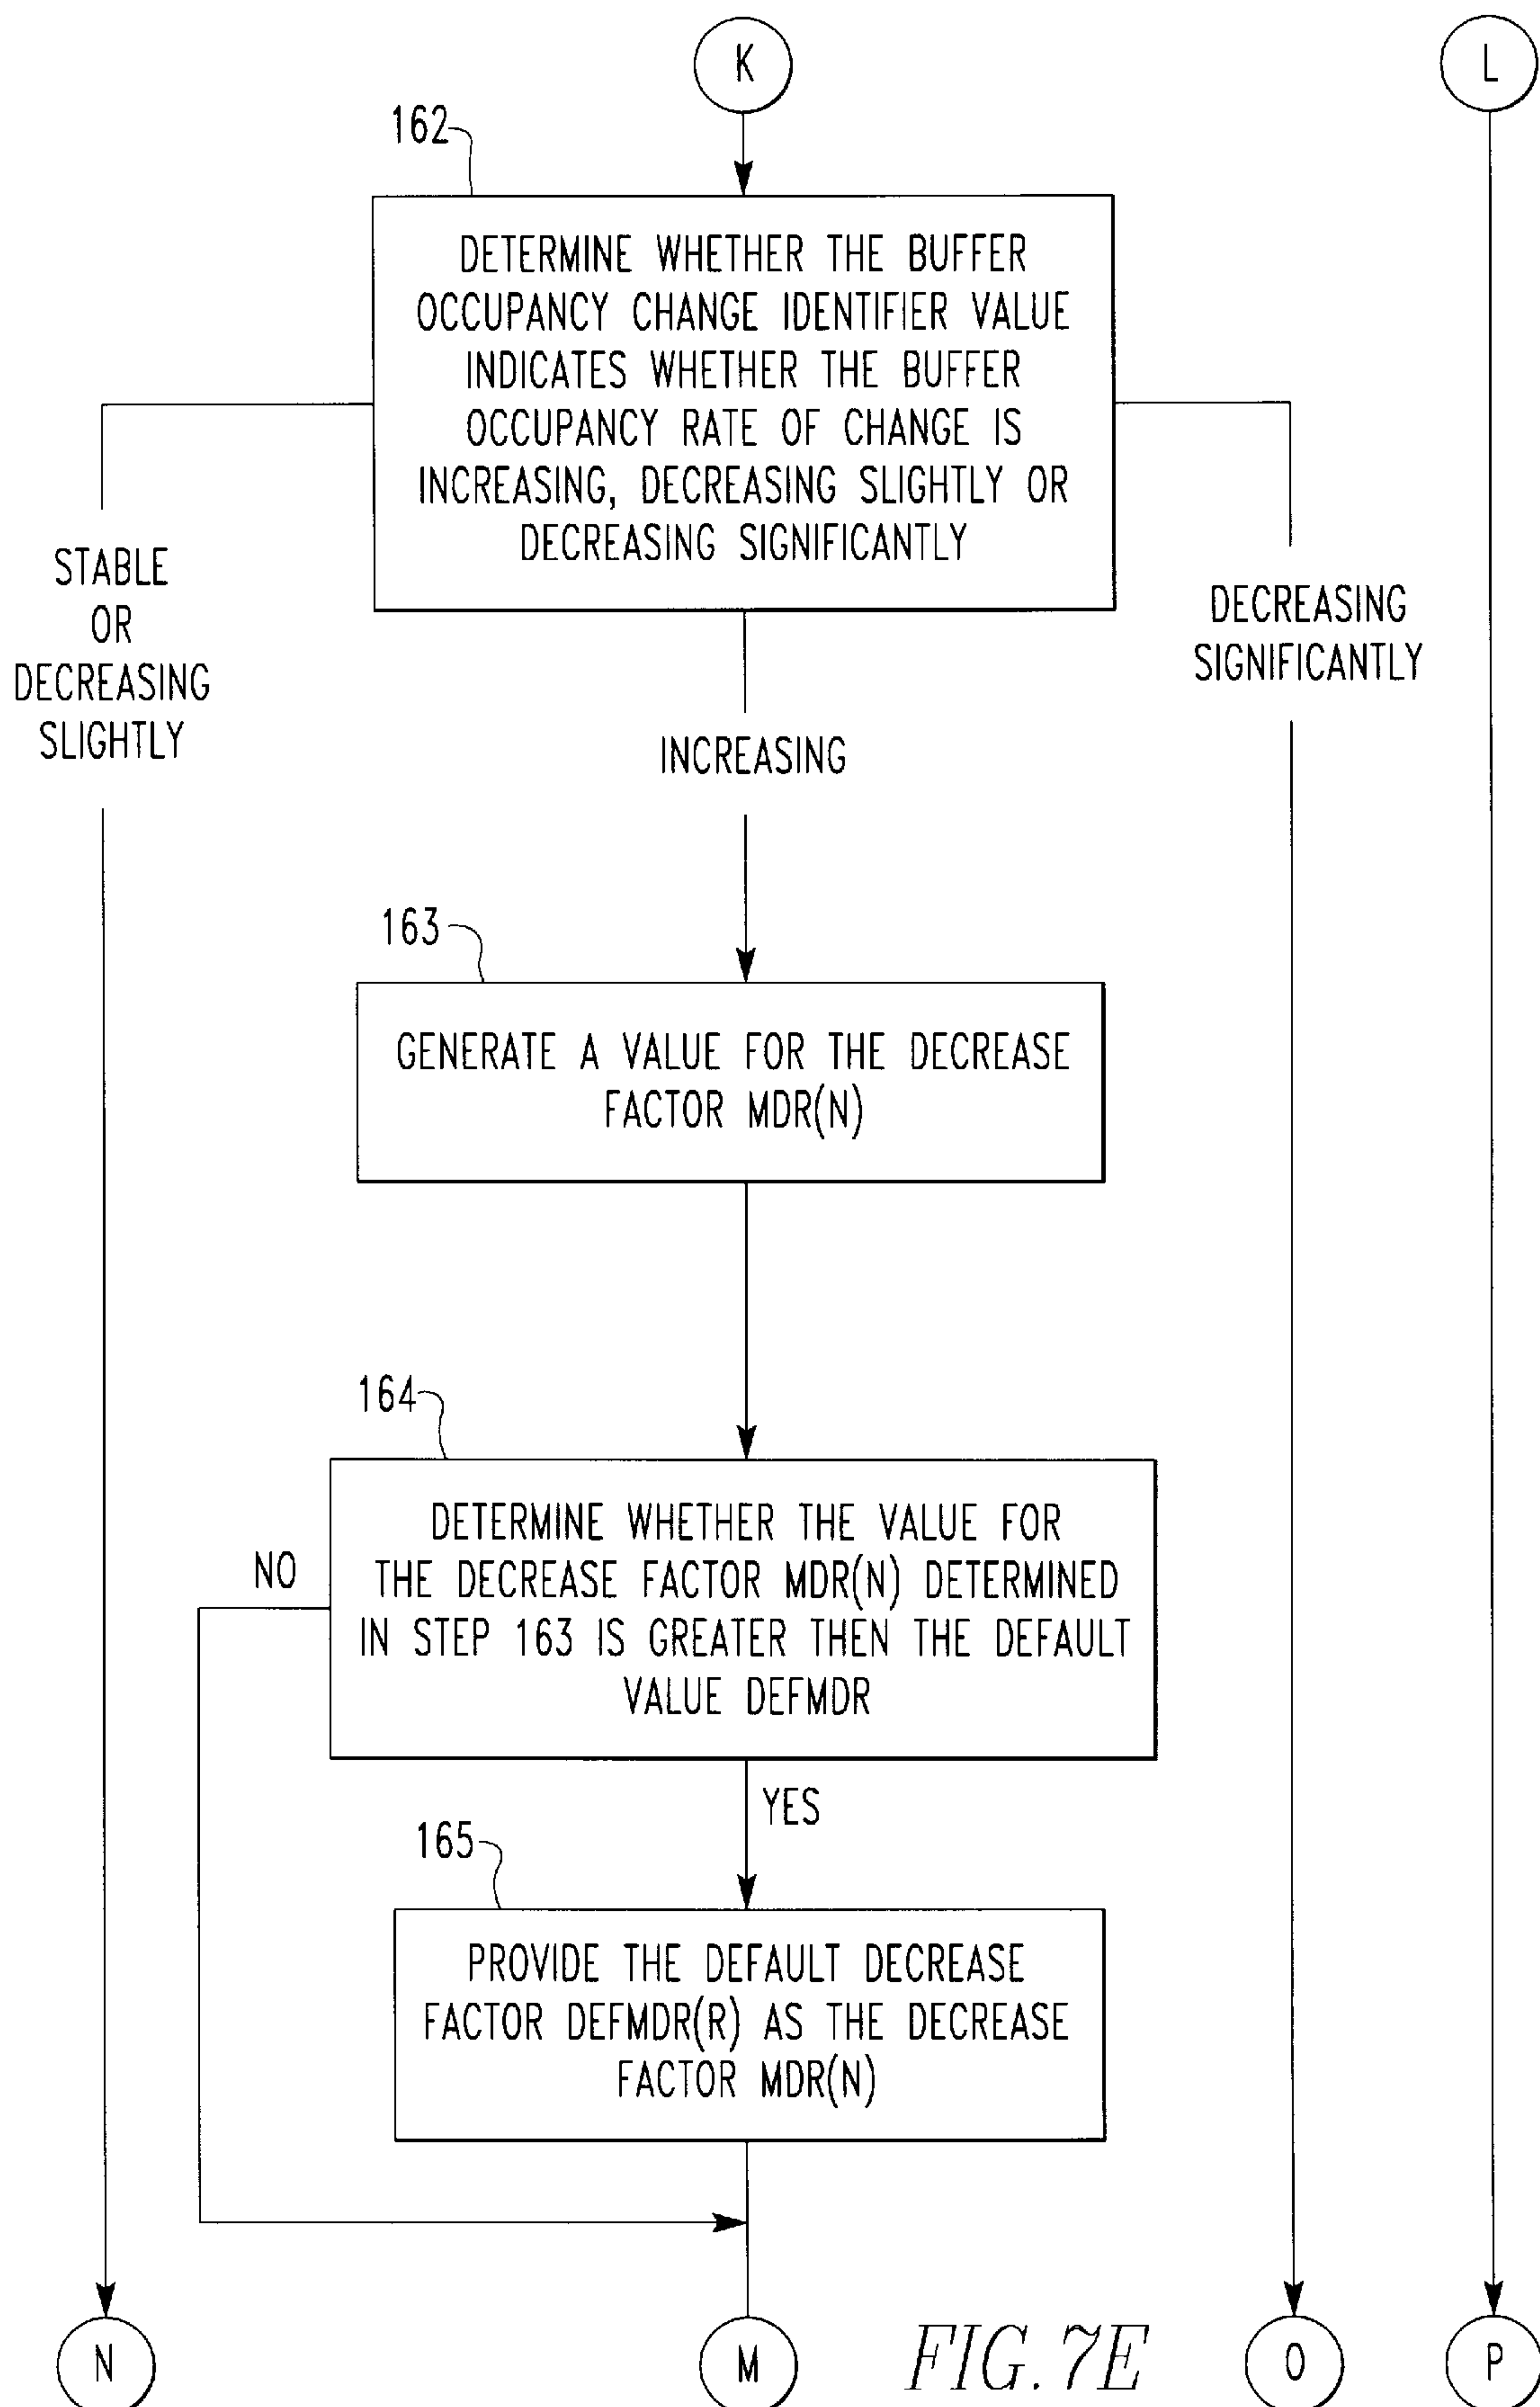 K
L
162
DETERMINE WHETHER THE BUFFER
OCCUPANCY CHANGE IDENTIFIER VALUE
INDICATES WHETHER THE BUFFER
OCCUPANCY RATE OF CHANGE IS
INCREASING, DECREASING SLIGHTLY OR
DECREASING SIGNIFICANTLY
STABLE
OR
DECREASING
SLIGHTLY
DECREASING
SIGNIFICANTLY
INCREASING
163
GENERATE A VALUE FOR THE DECREASE
FACTOR MDR(N)
164
DETERMINE WHETHER THE VALUE FOR
THE DECREASE FACTOR MDR(N) DETERMINED
IN STEP 163 IS GREATER THEN THE DEFAULT
VALUE DEFMDR
NO
YES
165
PROVIDE THE DEFAULT DECREASE
FACTOR DEFMDR(R) AS THE DECREASE
FACTOR MDR(N)
N
M
FIG. 7E
O
P